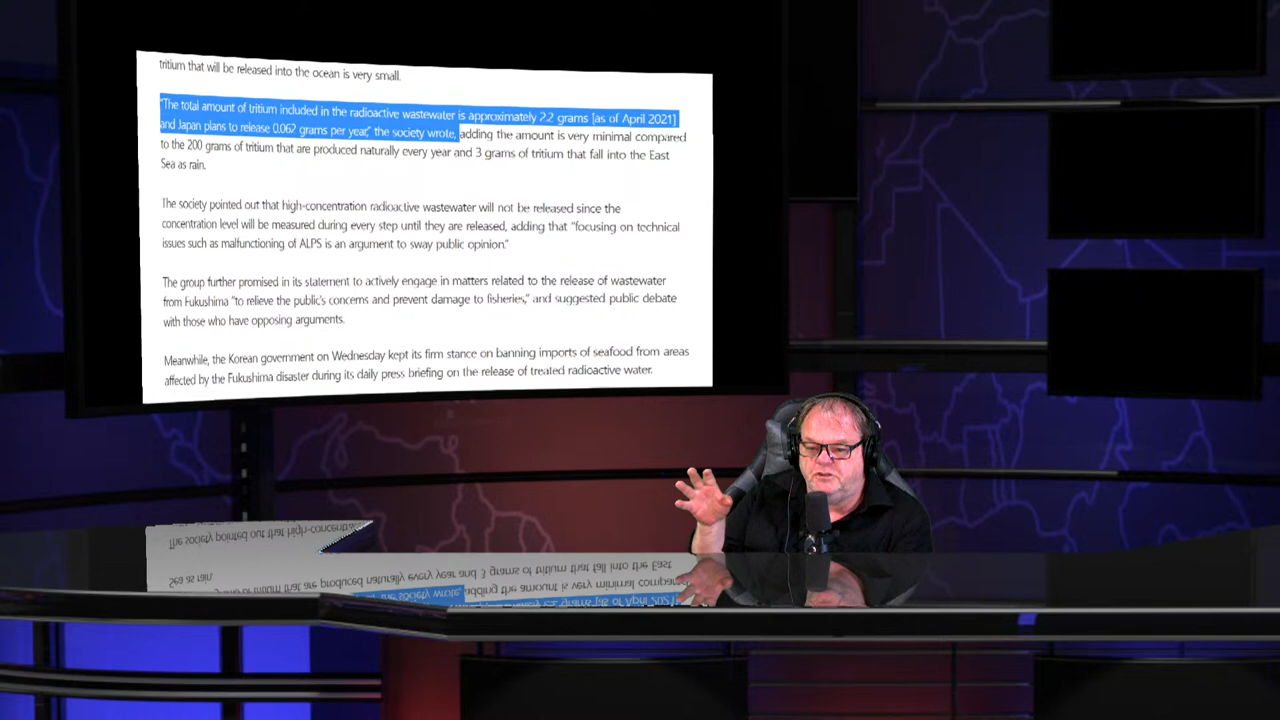 tritium that will be released into the ocean is very small.
"The total amount of tritium included in the radioactive wastewater is approximately 2.2 grams [as of April 2021]
and Japan plans to release 0.062 grams per year," the society wrote, adding the amount is very minimal compared
to the 200 grams of tritium that are produced naturally every year and 3 grams of tritium that fall into the East
Sea as rain.
The society pointed out that high-concentration radioactive wastewater will not be released since the
concentration level will be measured during every step until they are released, adding that "focusing on technical
issues such as malfunctioning of ALPS is an argument to sway public opinion."
The group further promised in its statement to actively engage in matters related to the release of wastewater
from Fukushima "to relieve the public's concerns and prevent damage to fisheries," and suggested public debate
with those who have opposing arguments.
Meanwhile, the Korean government on Wednesday kept its firm stance on banning imports of seafood from areas
affected by the Fukushima disaster during its daily press briefing on the release of treated radioactive water.